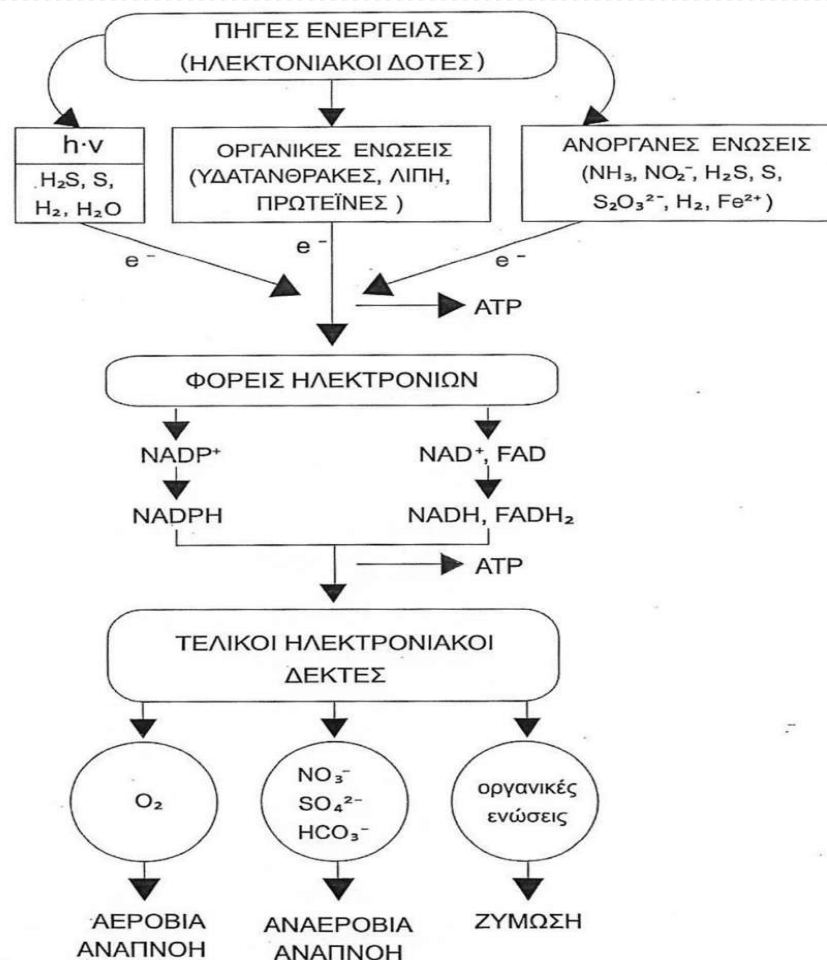 ΠΗΓΕΣ ΕΝΕΡΓΕΙΑΣ
(ΗΛΕΚΤΟΝΙΑΚΟΙ ΔΟΤΕΣ)
h·v
H₂S, S,
H₂, H₂O
ΟΡΓΑΝΙΚΕΣ ΕΝΩΣΕΙΣ
(ΥΔΑΤΑΝΘΡΑΚΕΣ, ΛΙΠΗ,
ΠΡΩΤΕΪΝΕΣ )
ΑΝΟΡΓΑΝΕΣ ΕΝΩΣΕΙΣ
(NH₃, NO₂⁻, H₂S, S,
S₂O₃²⁻, H₂, Fe²⁺)
e⁻
e⁻
e⁻
ATP
ΦΟΡΕΙΣ ΗΛΕΚΤΡΟΝΙΩΝ
NADP⁺
NAD⁺, FAD
NADPH
NADH, FADH₂
ATP
ΤΕΛΙΚΟΙ ΗΛΕΚΤΡΟΝΙΑΚΟΙ
ΔΕΚΤΕΣ
O₂
NO₃⁻
SO₄²⁻
HCO₃⁻
οργανικές
ενώσεις
ΑΕΡΟΒΙΑ
ΑΝΑΠΝΟΗ
ΑΝΑΕΡΟΒΙΑ
ΑΝΑΠΝΟΗ
ΖΥΜΩΣΗ